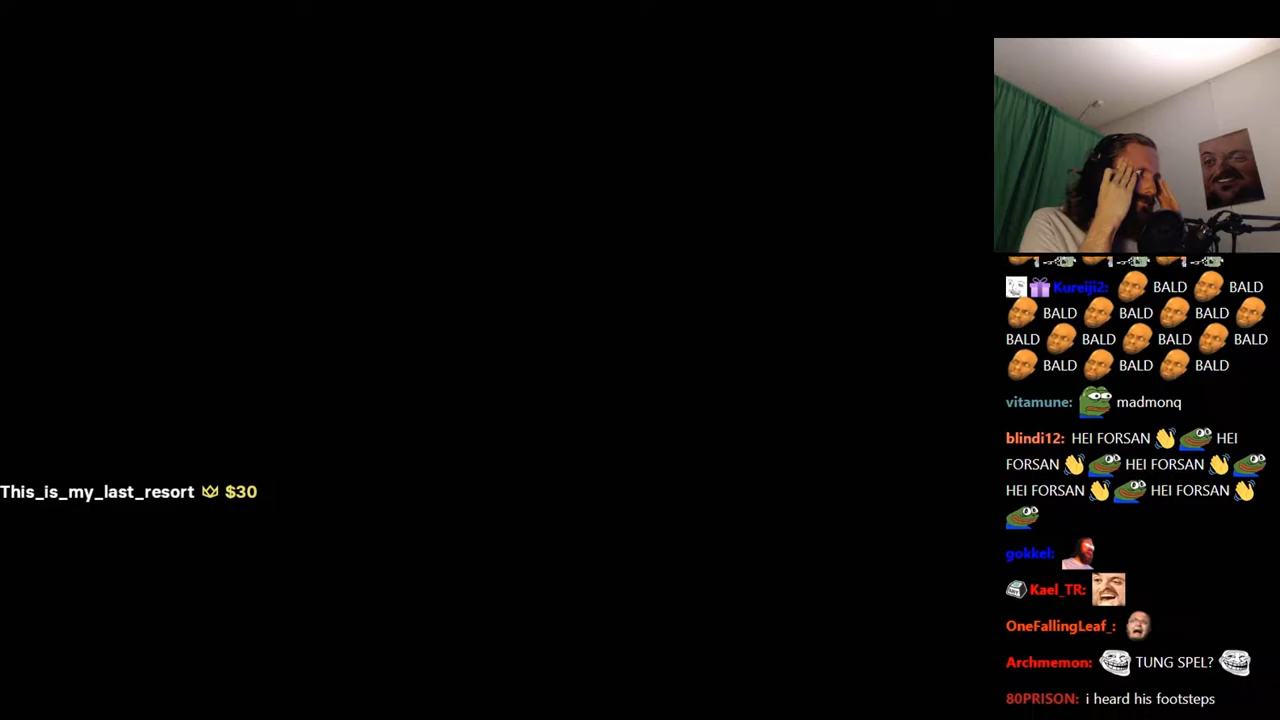 Kureiji2: BALD BALD
BALD BALD BALD
BALD BALD BALD BALD
BALD BALD BALD
vitamune: madmonq
blindi12: HEI FORSAN 👋 HEI
FORSAN 👋 HEI FORSAN 👋
HEI FORSAN 👋 HEI FORSAN 👋
This_is_my_last_resort $30
gokkel:
Kael_TR:
OneFallingLeaf_:
Archmemon: TUNG SPEL?
80PRISON: i heard his footsteps